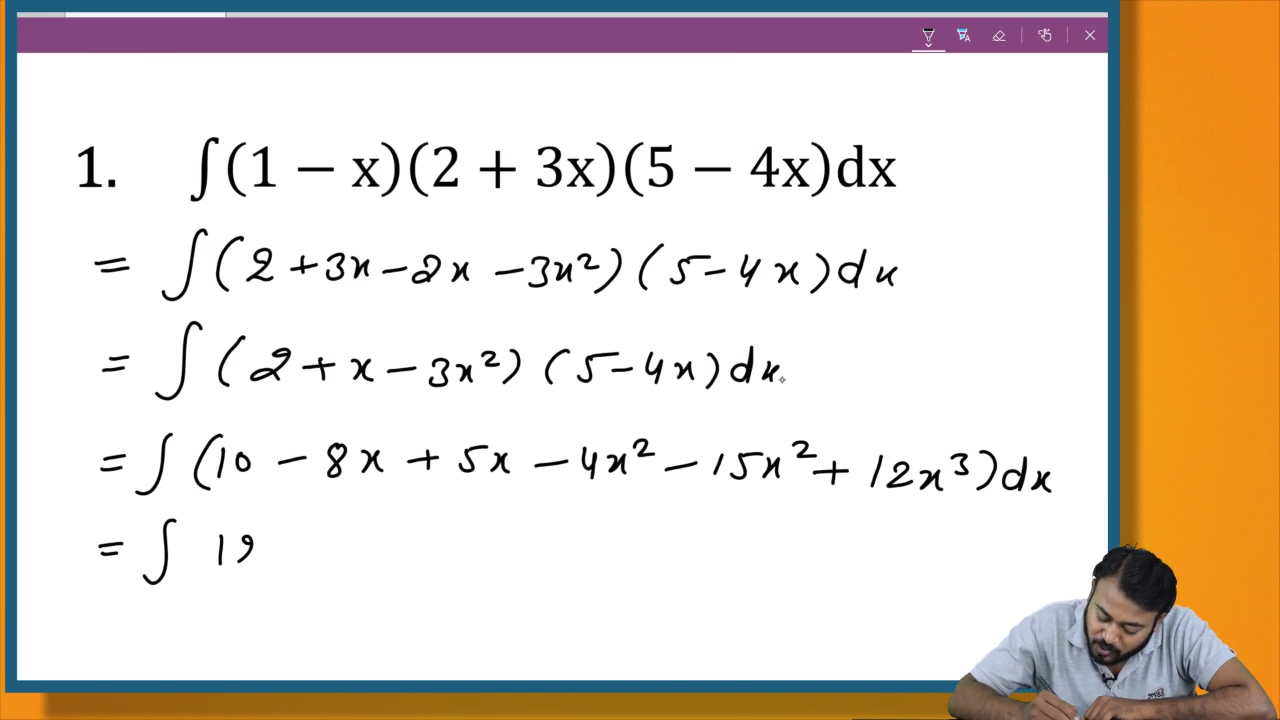 1. ∫(1 − x)(2 + 3x)(5 − 4x)dx
= ∫(2 + 3x − 2x − 3x²)(5 − 4x)dx
= ∫(2 + x − 3x²)(5 − 4x)dx
= ∫(10 − 8x + 5x − 4x² − 15x² + 12x³)dx
= ∫ 12